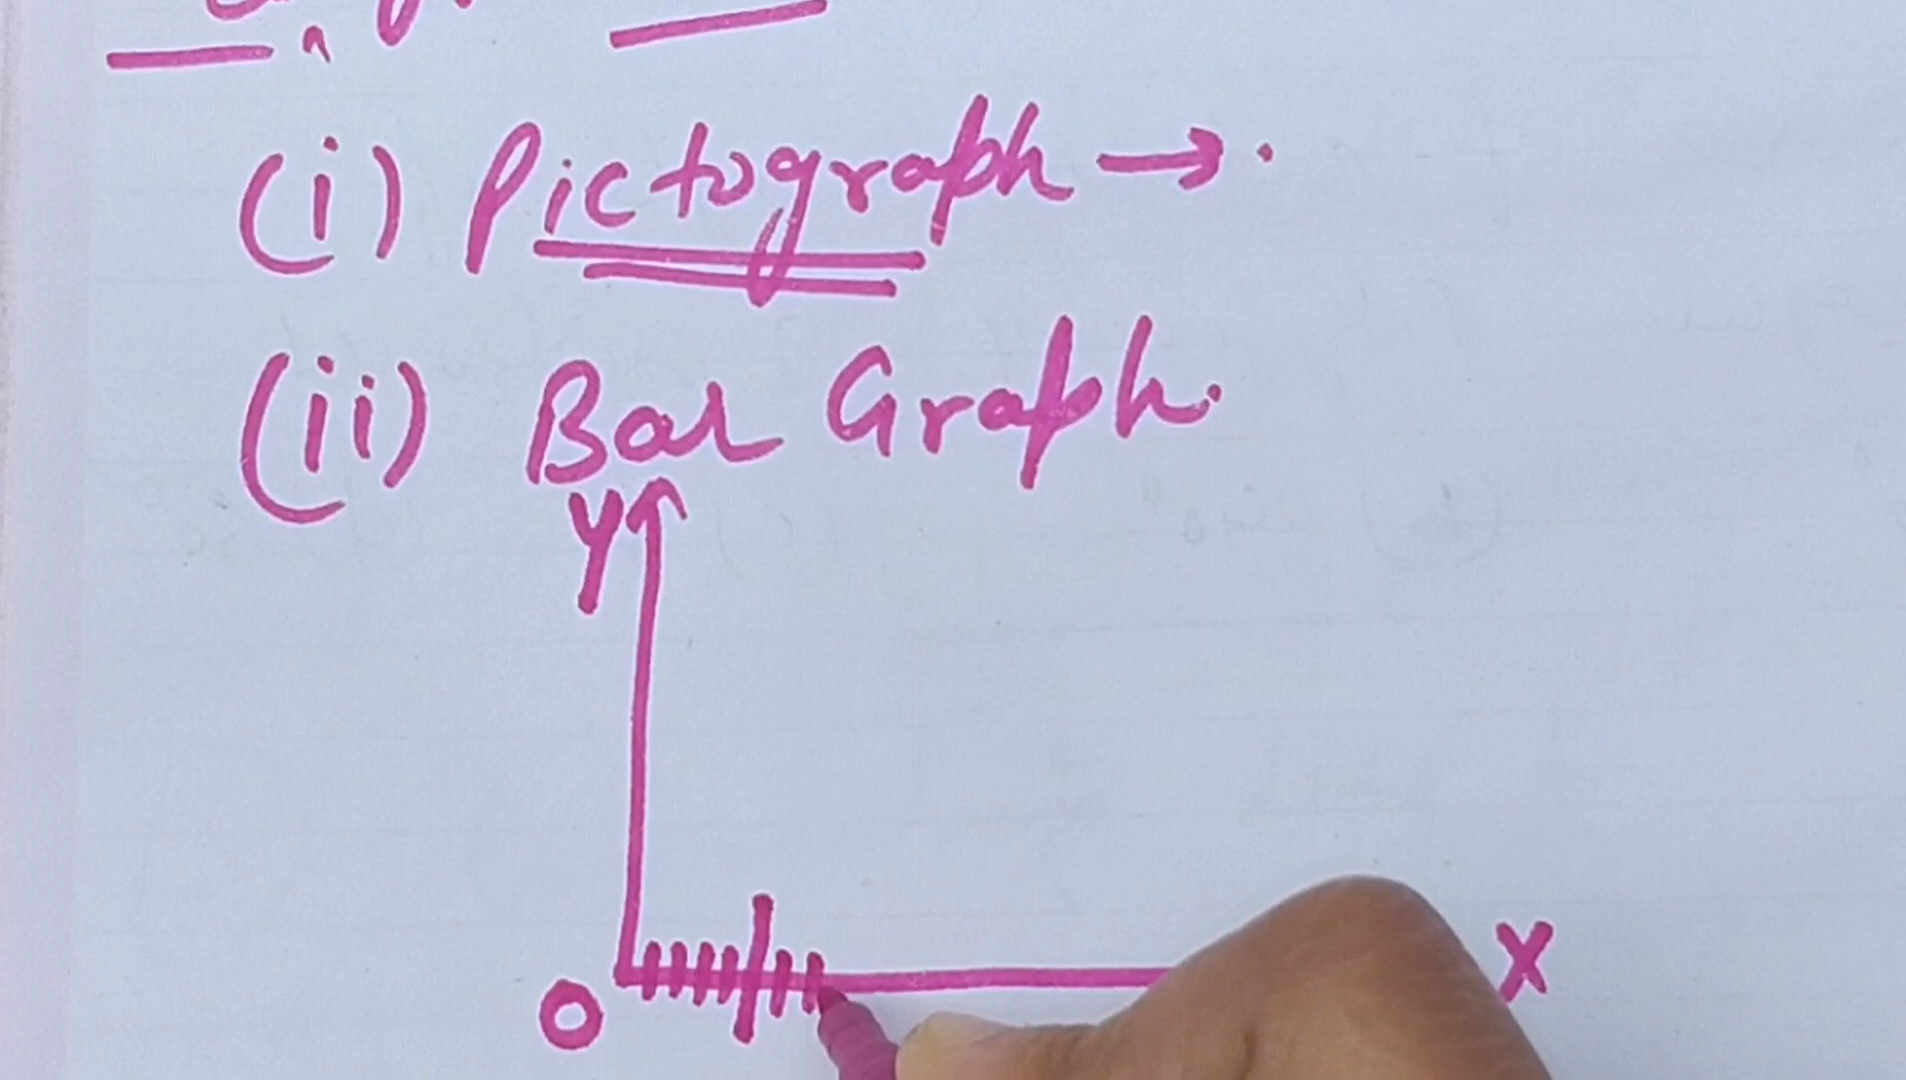 (i) Pictograph →.
(ii) Bar Graph.
Y
O
X